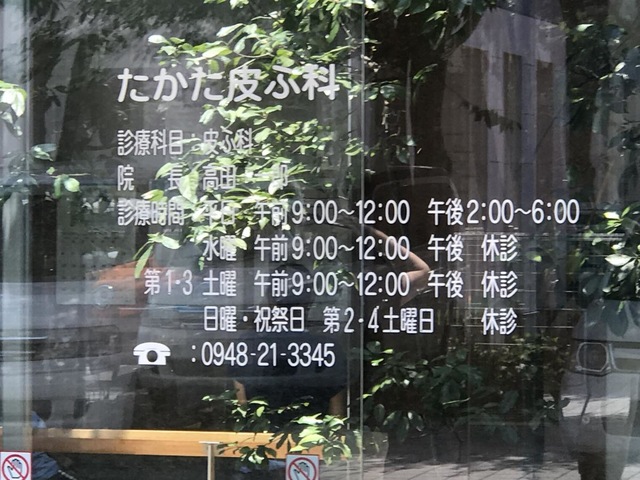 たかた皮ふ科
診療科目：皮ふ科
院 長 高田 一郎
診療時間 平日 午前9:00～12:00 午後2:00～6:00
水曜 午前9:00～12:00 午後 休診
第1・3 土曜 午前9:00～12:00 午後 休診
日曜・祝祭日 第2・4土曜日 休診
☎ :0948-21-3345